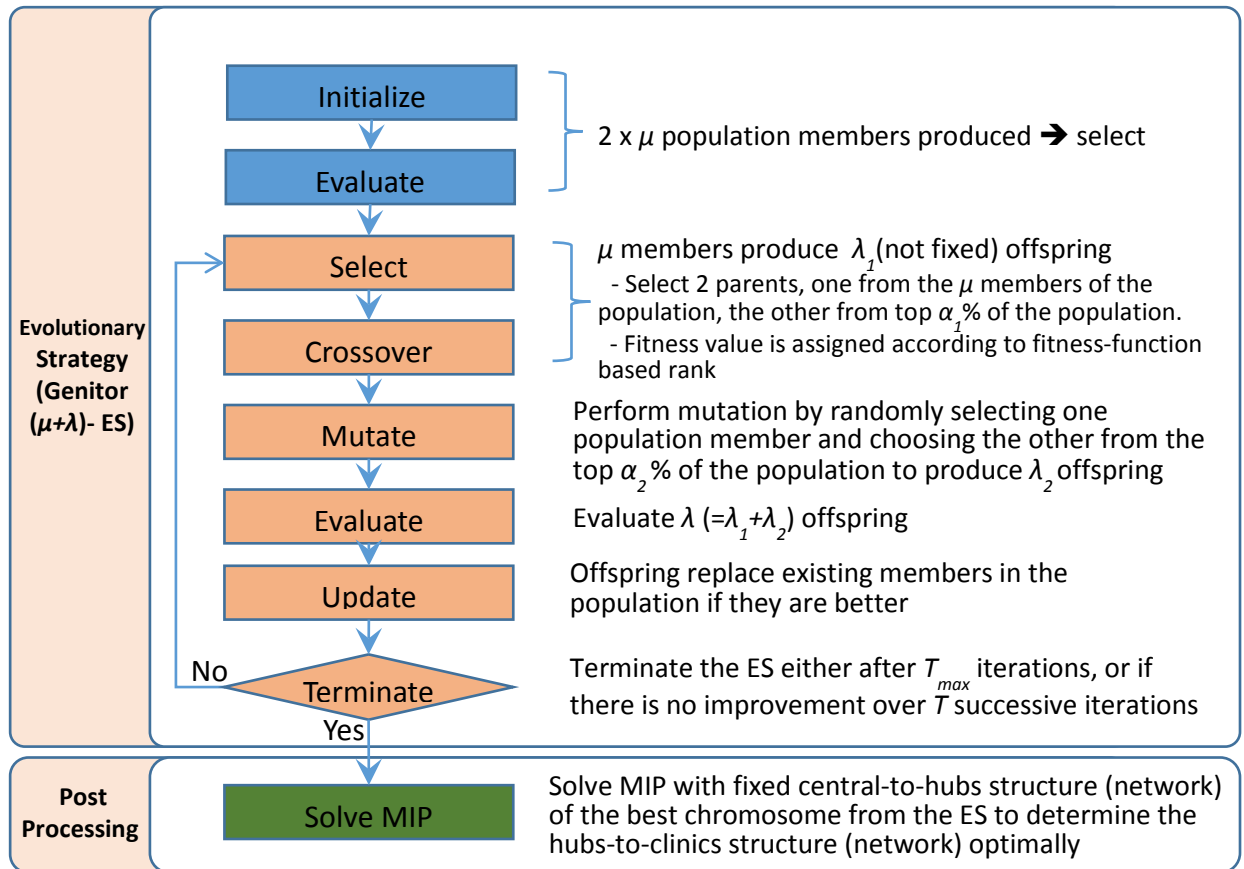 Initialize
2 x μ population members produced ➔ select
Evaluate
Select
μ members produce λ₁(not fixed) offspring
- Select 2 parents, one from the μ members of the
population, the other from top α₁% of the population.
- Fitness value is assigned according to fitness-function
based rank
Crossover
Evolutionary
Strategy
(Genitor
(μ+λ)- ES)
Mutate
Perform mutation by randomly selecting one
population member and choosing the other from the
top α₂% of the population to produce λ₂ offspring
Evaluate
Evaluate λ (=λ₁+λ₂) offspring
Update
Offspring replace existing members in the
population if they are better
No
Terminate
Terminate the ES either after Tmax iterations, or if
there is no improvement over T successive iterations
Yes
Post
Processing
Solve MIP
Solve MIP with fixed central-to-hubs structure (network)
of the best chromosome from the ES to determine the
hubs-to-clinics structure (network) optimally